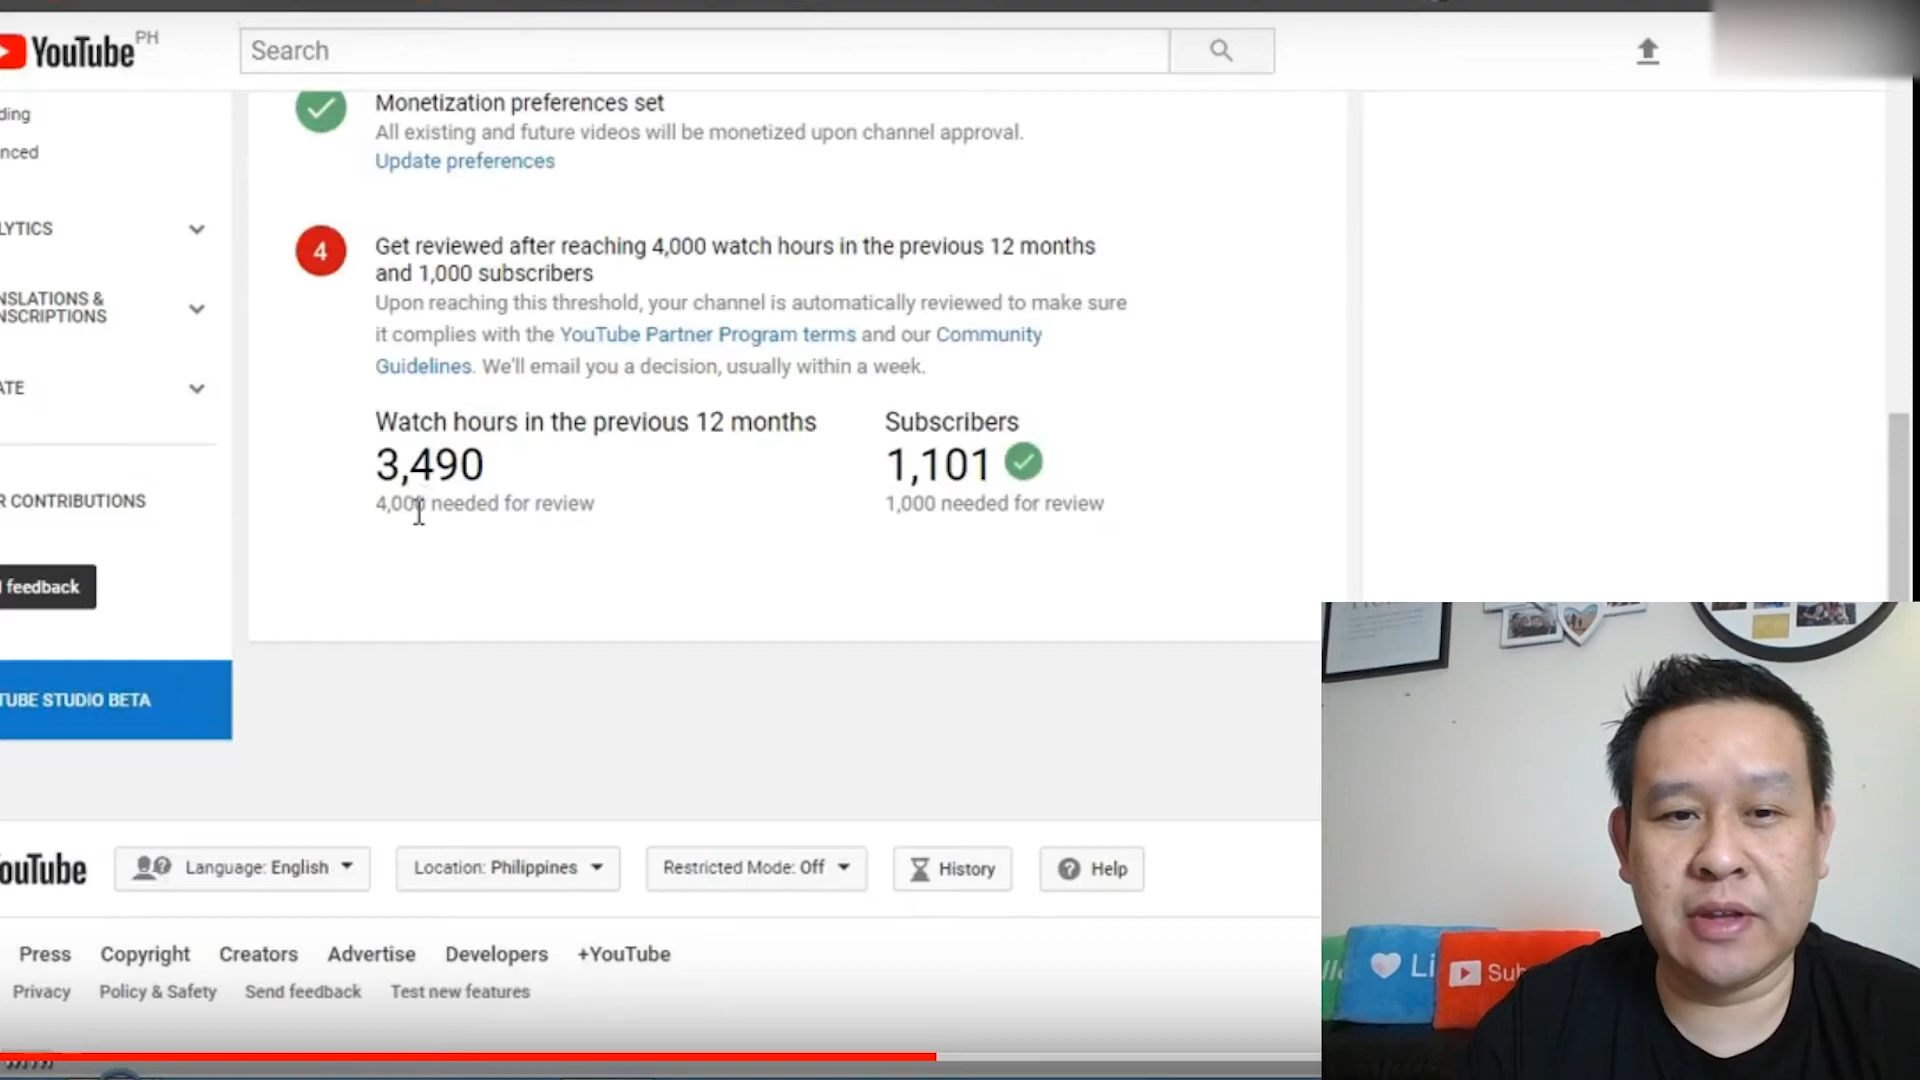 YouTube PH
Search
Monetization preferences set
All existing and future videos will be monetized upon channel approval.
Update preferences
4
Get reviewed after reaching 4,000 watch hours in the previous 12 months
and 1,000 subscribers
Upon reaching this threshold, your channel is automatically reviewed to make sure
it complies with the YouTube Partner Program terms and our Community
Guidelines. We'll email you a decision, usually within a week.
Watch hours in the previous 12 months
3,490
4,000 needed for review
Subscribers
1,101
1,000 needed for review
ding
nced
LYTICS
NSLATIONS &
NSCRIPTIONS
ATE
R CONTRIBUTIONS
feedback
TUBE STUDIO BETA
ouTube
Language: English
Location: Philippines
Restricted Mode: Off
History
Help
Press
Copyright
Creators
Advertise
Developers
+YouTube
Privacy
Policy & Safety
Send feedback
Test new features
Li
Sub